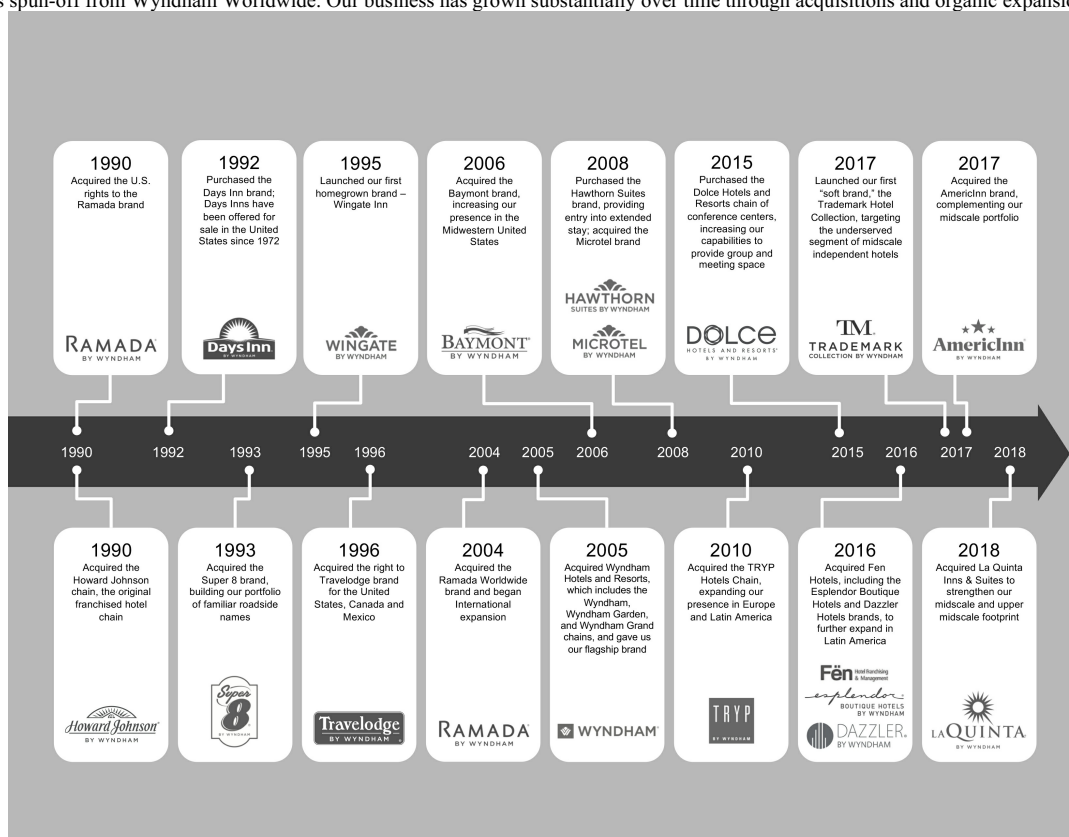 s spun-off from Wyndham Worldwide. Our business has grown substantially over time through acquisitions and organic expansio
1990
Acquired the U.S.
rights to the
Ramada brand
RAMADA®
BY WYNDHAM
1992
Purchased the
Days Inn brand;
Days Inns have
been offered for
sale in the United
States since 1972
Days Inn
BY WYNDHAM
1995
Launched our first
homegrown brand –
Wingate Inn
WINGATE
BY WYNDHAM
2006
Acquired the
Baymont brand,
increasing our
presence in the
Midwestern United
States
BAYMONT®
BY WYNDHAM
2008
Purchased the
Hawthorn Suites
brand, providing
entry into extended
stay; acquired the
Microtel brand
HAWTHORN
SUITES BY WYNDHAM
MICROTEL
BY WYNDHAM
2015
Purchased the
Dolce Hotels and
Resorts chain of
conference centers,
increasing our
capabilities to
provide group and
meeting space
DOLCE
HOTELS AND RESORTS®
BY WYNDHAM
2017
Launched our first
“soft brand,” the
Trademark Hotel
Collection, targeting
the underserved
segment of midscale
independent hotels
TM
TRADEMARK
COLLECTION BY WYNDHAM
2017
Acquired the
AmericInn brand,
complementing our
midscale portfolio
AmericInn®
BY WYNDHAM
1990 1992 1993 1995 1996 2004 2005 2006 2008 2010 2015 2016 2017 2018
1990
Acquired the
Howard Johnson
chain, the original
franchised hotel
chain
Howard Johnson®
BY WYNDHAM
1993
Acquired the
Super 8 brand,
building our portfolio
of familiar roadside
names
Super
8
BY WYNDHAM
1996
Acquired the right to
Travelodge brand
for the United
States, Canada and
Mexico
Travelodge
BY WYNDHAM
2004
Acquired the
Ramada Worldwide
brand and began
International
expansion
RAMADA®
BY WYNDHAM
2005
Acquired Wyndham
Hotels and Resorts,
which includes the
Wyndham,
Wyndham Garden,
and Wyndham Grand
chains, and gave us
our flagship brand
WYNDHAM®
2010
Acquired the TRYP
Hotels Chain,
expanding our
presence in Europe
and Latin America
TRYP
BY WYNDHAM
2016
Acquired Fen
Hotels, including the
Esplendor Boutique
Hotels and Dazzler
Hotels brands, to
further expand in
Latin America
Fën Hotel Franchising
& Management
esplendor®
BOUTIQUE HOTELS
BY WYNDHAM
DAZZLER®
BY WYNDHAM
2018
Acquired La Quinta
Inns & Suites to
strengthen our
midscale and upper
midscale footprint
LAQUINTA®
BY WYNDHAM